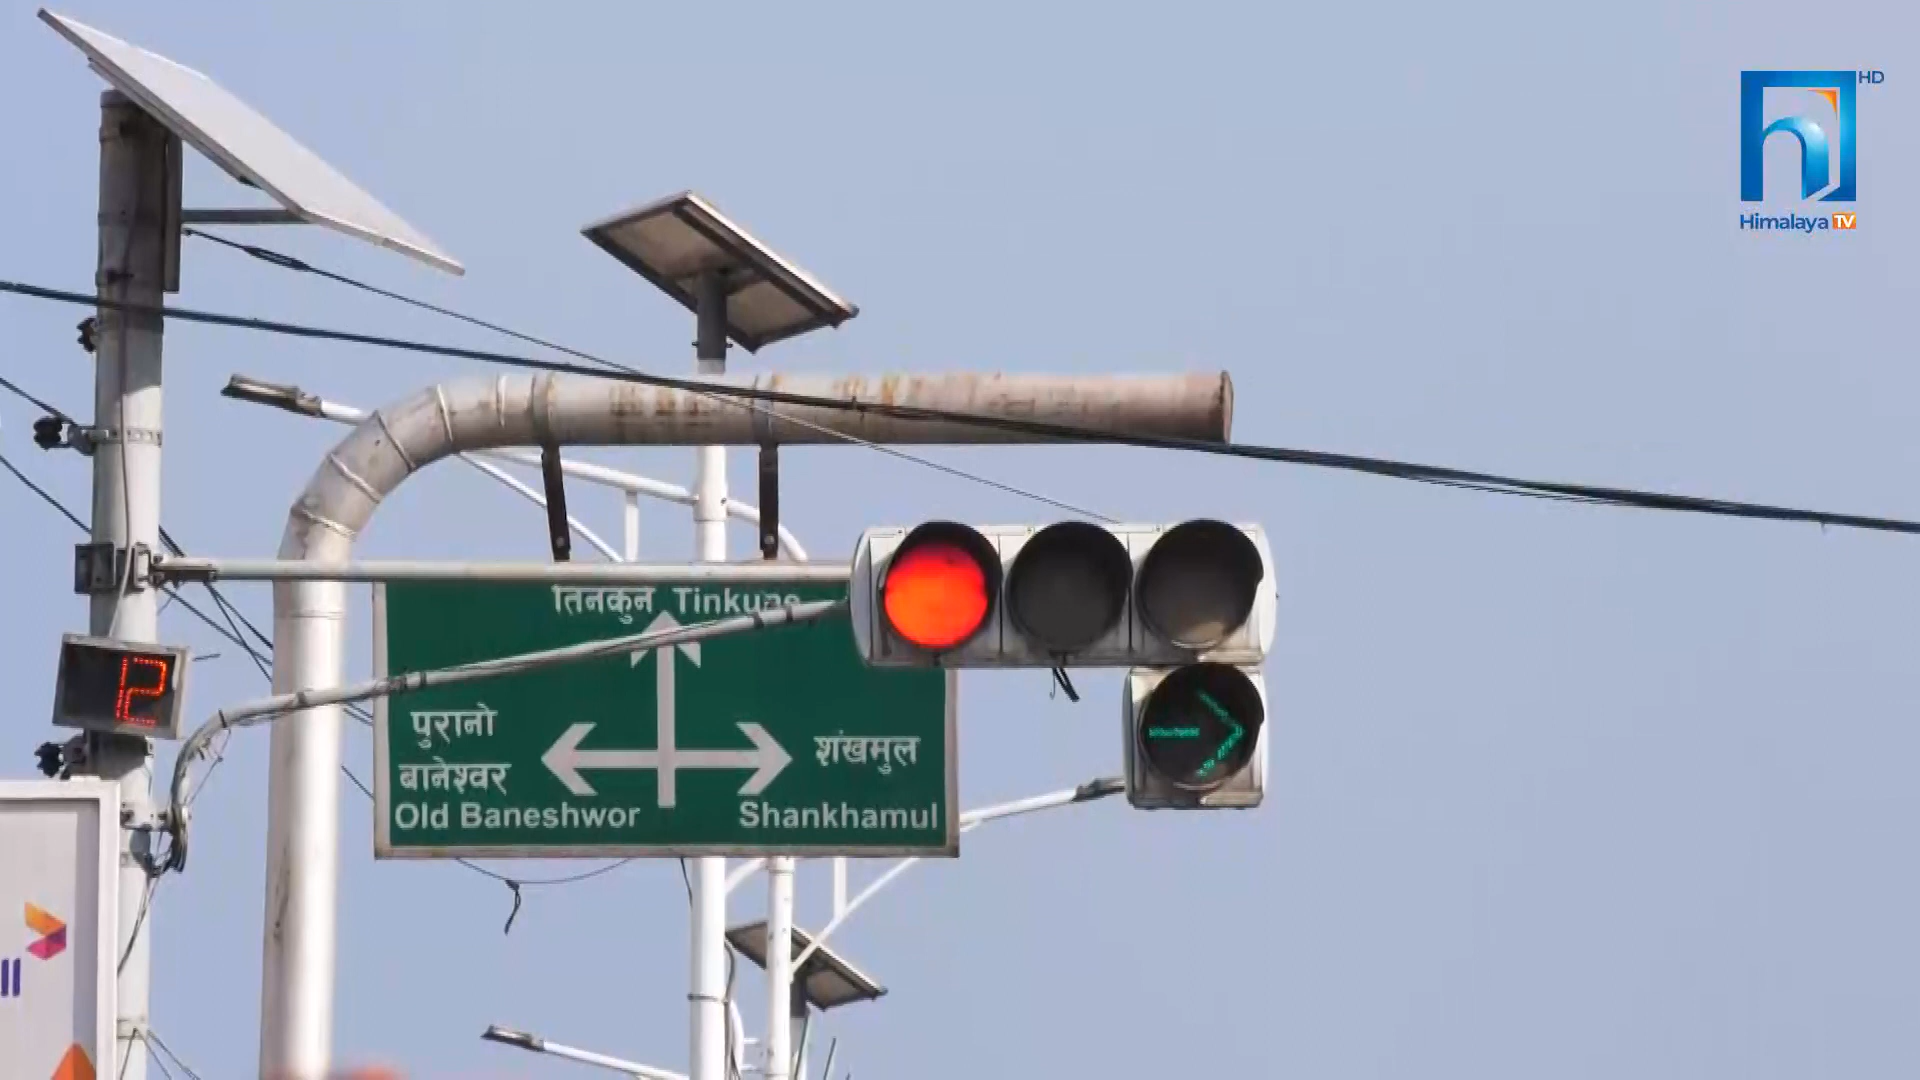 HD
Himalaya TV
तिनकुने Tinkune
12
पुरानो
बानेश्वर
Old Baneshwor
शंखमुल
Shankhamul